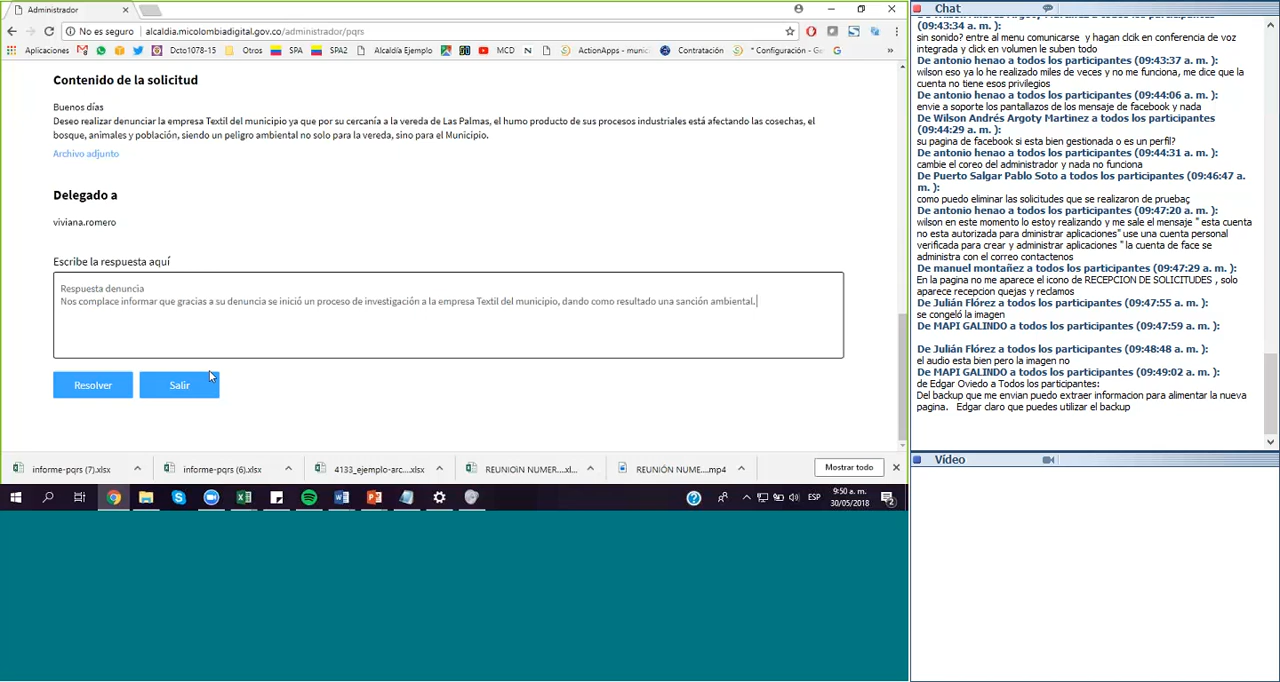 Administrador
No es seguro
alcaldia.micolombiadigital.gov.co/administrador/pqrs
Aplicaciones
Dcto1078-15
Otros
SPA
SPA2
Alcaldía Ejemplo
MCD
ActionApps - munic
Contratación
* Configuración - Ge
Contenido de la solicitud
Buenos días
Deseo realizar denunciar la empresa Textil del municipio ya que por su cercanía a la vereda de Las Palmas, el humo producto de sus procesos industriales está afectando las cosechas, el
bosque, animales y población, siendo un peligro ambiental no solo para la vereda, sino para el Municipio.
Archivo adjunto
Delegado a
viviana.romero
Escribe la respuesta aquí
Respuesta denuncia
Nos complace informar que gracias a su denuncia se inició un proceso de investigación a la empresa Textil del municipio, dando como resultado una sanción ambiental.
Resolver
Salir
informe-pqrs (7).xlsx
informe-pqrs (6).xlsx
4133_ejemplo-arc....xlsx
REUNIOìN NUMER....xl...
REUNIÓN NUME....mp4
Mostrar todo
ESP
9:50 a. m.
30/05/2018
Chat
(09:43:34 a. m.):
sin sonido? entre al menu comunicarse  y hagan clck en conferencia de voz
integrada y click en volumen le suben todo
De antonio henao a todos los participantes (09:43:37 a. m.):
wilson eso ya lo he realizado miles de veces y no me funciona, me dice que la
cuenta no tiene esos privilegios
De antonio henao a todos los participantes (09:44:06 a. m.):
envie a soporte los pantallazos de los mensaje de facebook y nada
De Wilson Andrés Argoty Martinez a todos los participantes
(09:44:29 a. m.):
su pagina de facebook si esta bien gestionada o es un perfil?
De antonio henao a todos los participantes (09:44:31 a. m.):
cambie el coreo del administrador y nada no funciona
De Puerto Salgar Pablo Soto a todos los participantes (09:46:47 a.
m.):
como puedo eliminar las solicitudes que se realizaron de pruebaç
De antonio henao a todos los participantes (09:47:20 a. m.):
wilson en este momento lo estoy realizando y me sale el mensaje " esta cuenta
no esta autorizada para dministrar aplicaciones" use una cuenta personal
verificada para crear y administrar aplicaciones " la cuenta de face se
administra con el correo contactenos
De manuel montañez a todos los participantes (09:47:29 a. m.):
En la pagina no me aparece el icono de RECEPCION DE SOLICITUDES , solo
aparece recepcion quejas y reclamos
De Julián Flórez a todos los participantes (09:47:55 a. m.):
se congeló la imagen
De MAPI GALINDO a todos los participantes (09:47:59 a. m.):
De Julián Flórez a todos los participantes (09:48:48 a. m.):
el audio esta bien pero la imagen no
De MAPI GALINDO a todos los participantes (09:49:02 a. m.):
de Edgar Oviedo a Todos los participantes:
Del backup que me envian puedo extraer informacion para alimentar la nueva
pagina.   Edgar claro que puedes utilizar el backup
Vídeo